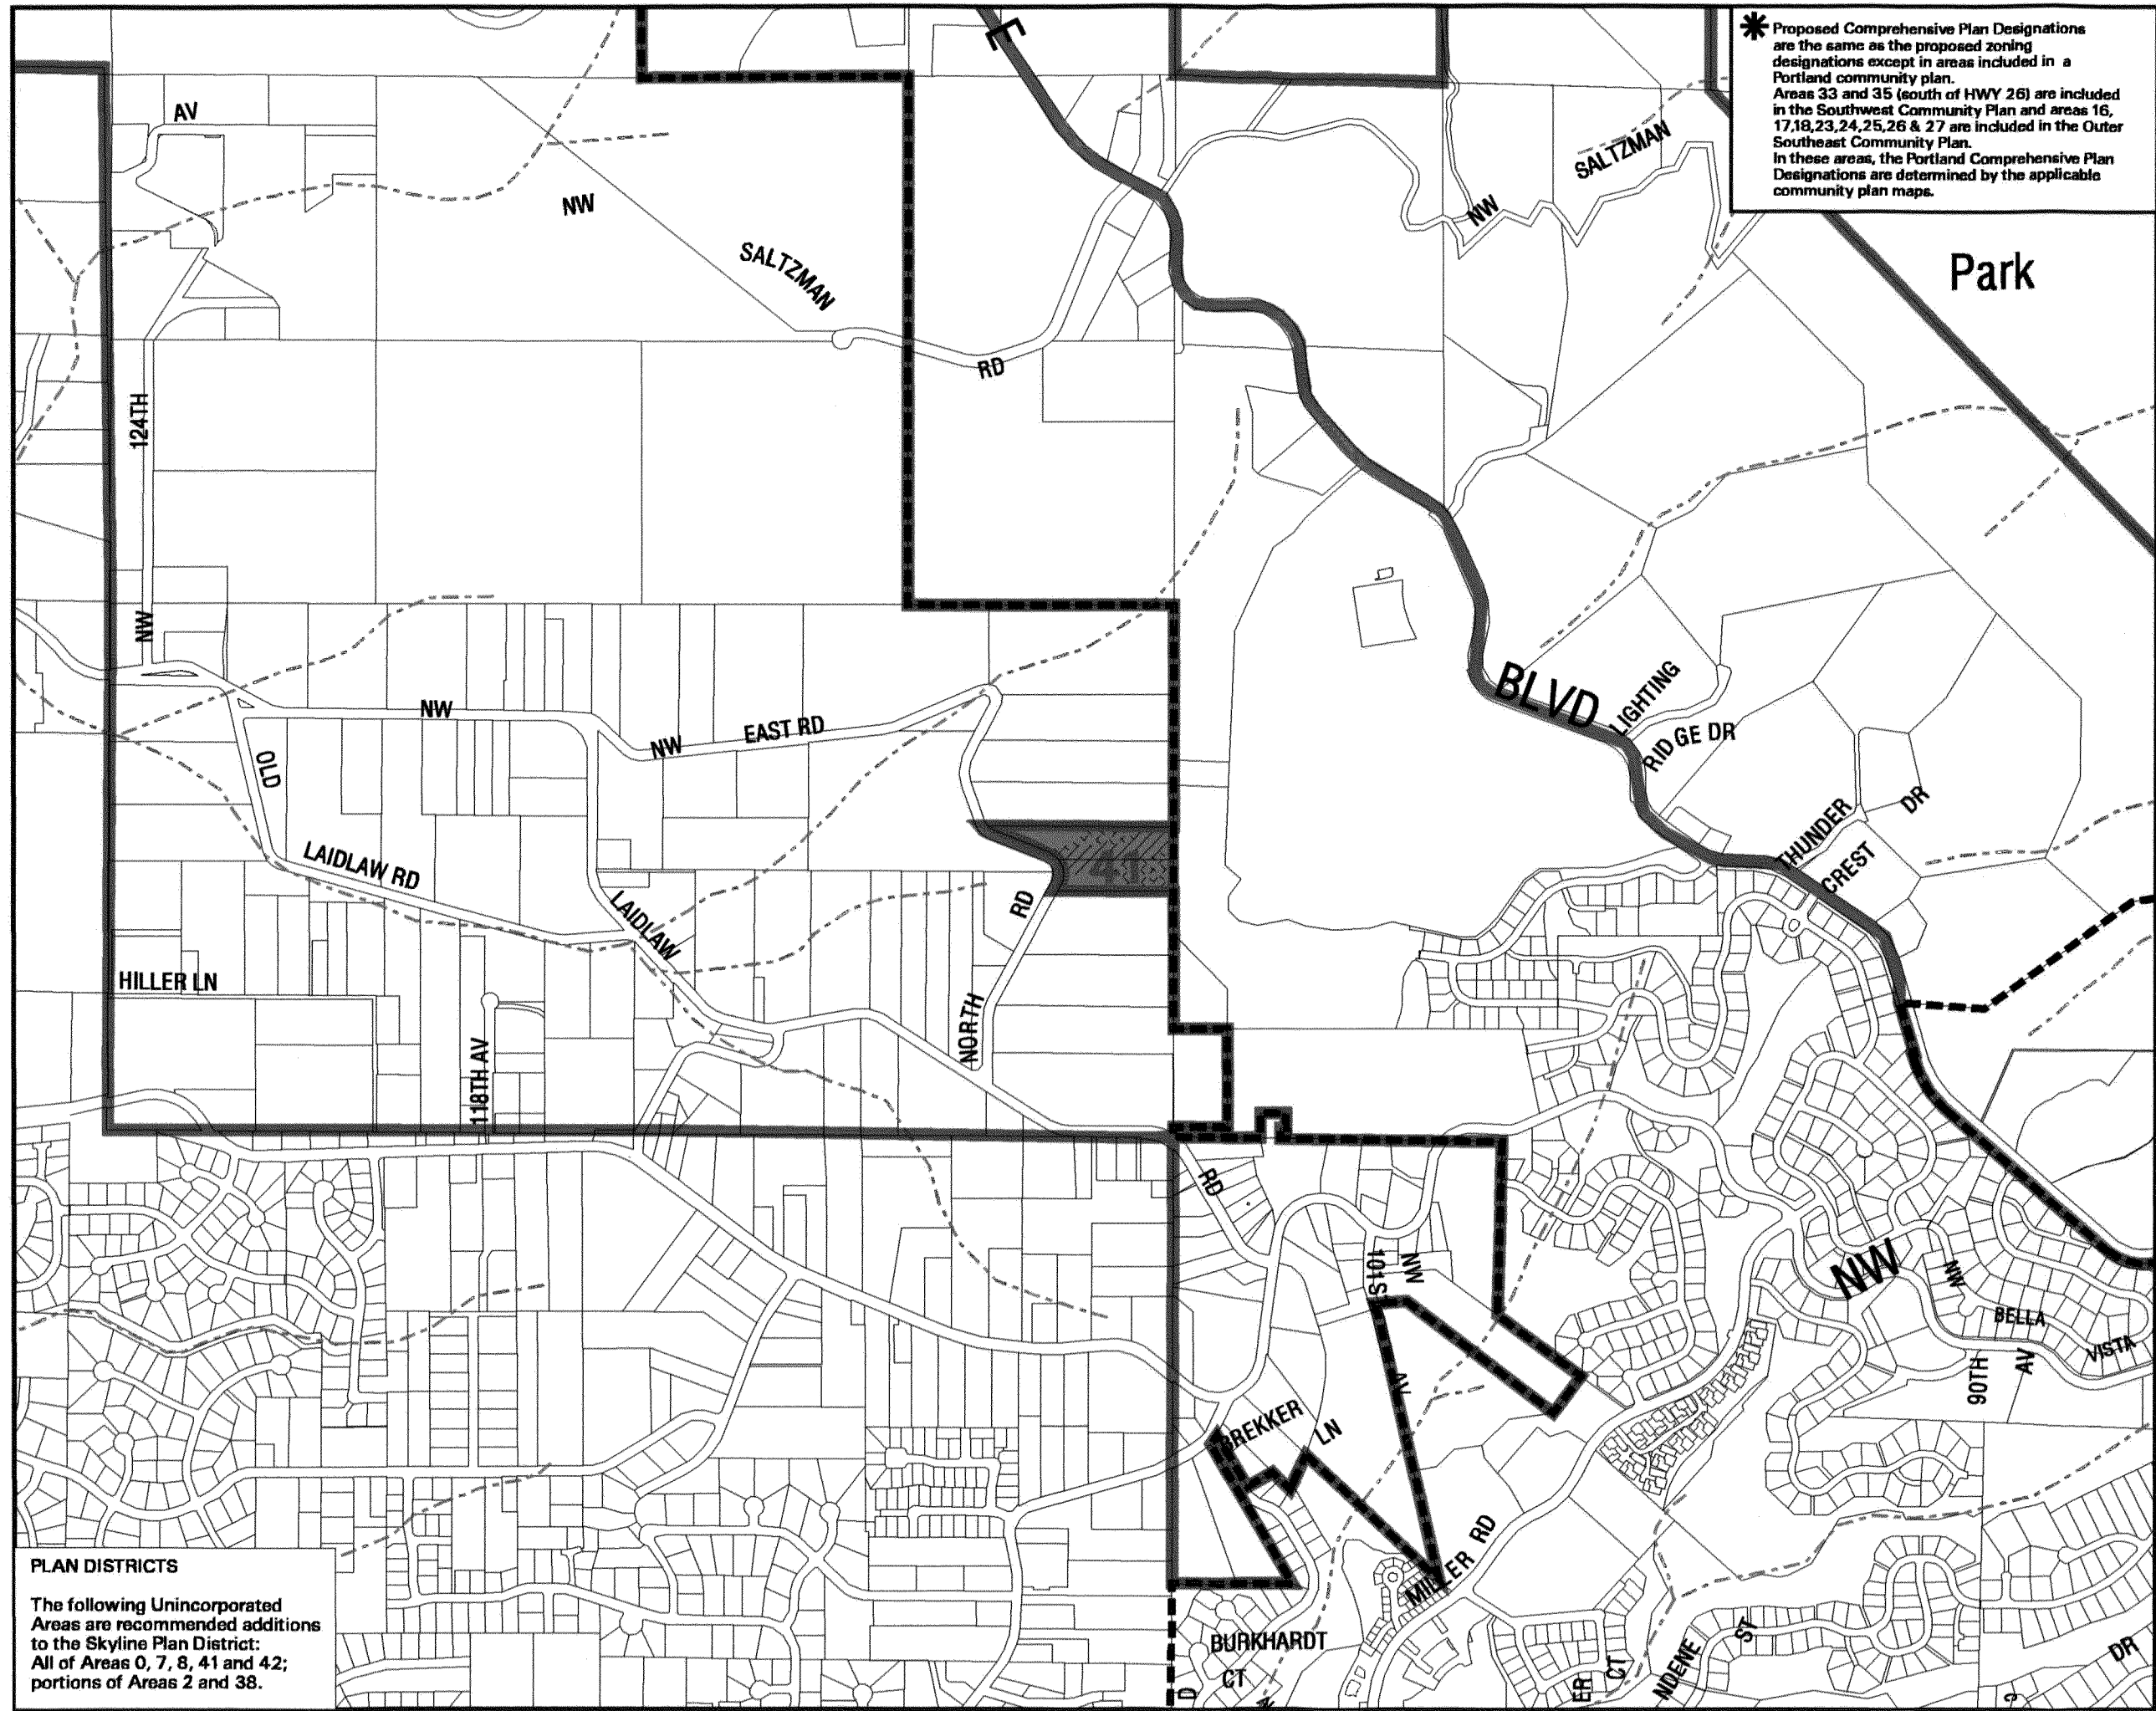 Proposed Comprehensive Plan Designations
are the same as the proposed zoning
designations except in areas included in a
Portland community plan.
Areas 33 and 35 (south of HWY 26) are included
in the Southwest Community Plan and areas 16,
17,18,23,24,25,26 & 27 are included in the Outer
Southeast Community Plan.
In these areas, the Portland Comprehensive Plan
Designations are determined by the applicable
community plan maps.
AV
NW
SALTZMAN
RD
E
NW
SALTZMAN
Park
124TH
NW
NW
NW
EAST RD
OLD
LAIDLAW RD
LAIDLAW
HILLER LN
118TH AV
41
RD
NORTH
BLVD
LIGHTING
RIDGE DR
THUNDER
CREST
DR
RD
101S
NW
AV
BREKKER
LN
MILLER RD
NW
NW
BELLA
VISTA
90TH
AV
BURKHARDT
CT
D
ER
CT
NDENE
ST
DR
PLAN DISTRICTS
The following Unincorporated
Areas are recommended additions
to the Skyline Plan District:
All of Areas 0, 7, 8, 41 and 42;
portions of Areas 2 and 38.